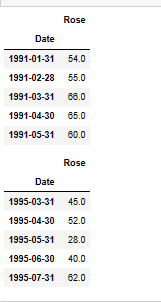 Rose
Date
1991-01-31 54.0
1991-02-28 55.0
1991-03-31 66.0
1991-04-30 65.0
1991-05-31 60.0
Rose
Date
1995-03-31 45.0
1995-04-30 52.0
1995-05-31 28.0
1995-06-30 40.0
1995-07-31 62.0